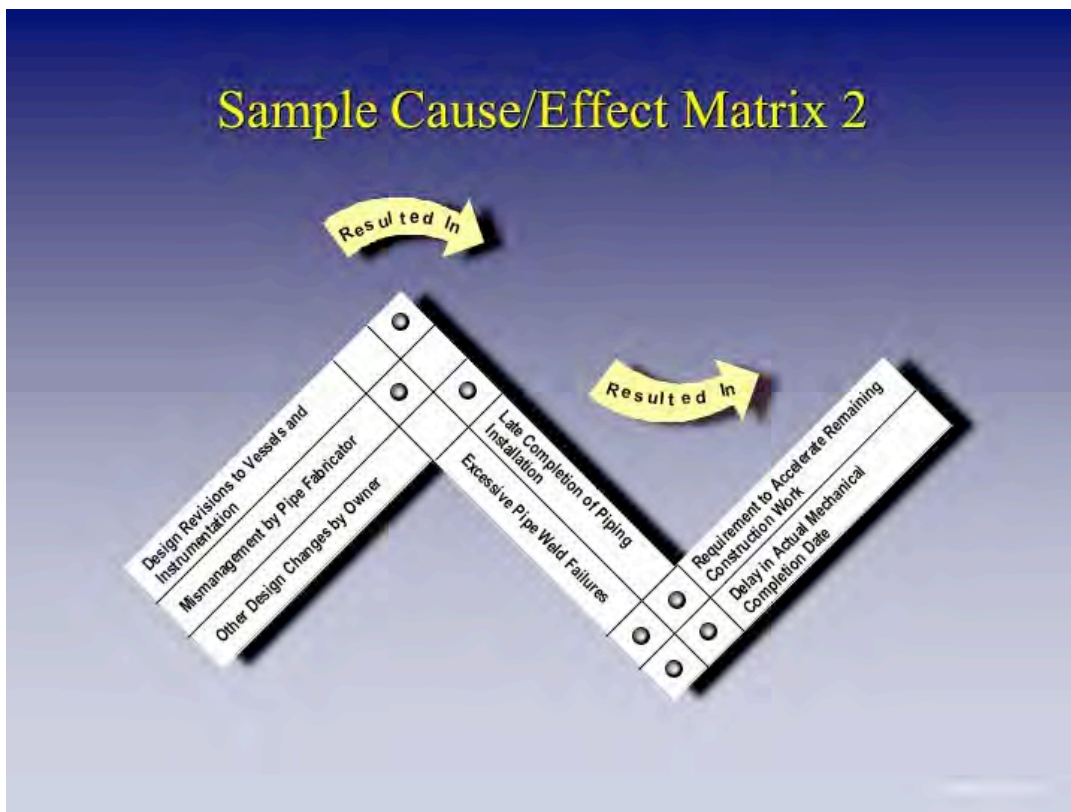 Sample Cause/Effect Matrix 2
Resulted In
Resulted In
Design Revisions to Vessels and
Instrumentation
Mismanagement by Pipe Fabricator
Other Design Changes by Owner
Late Completion of Piping
Installation
Excessive Pipe Weld Failures
Requirement to Accelerate Remaining
Construction Work
Delay in Actual Mechanical
Completion Date